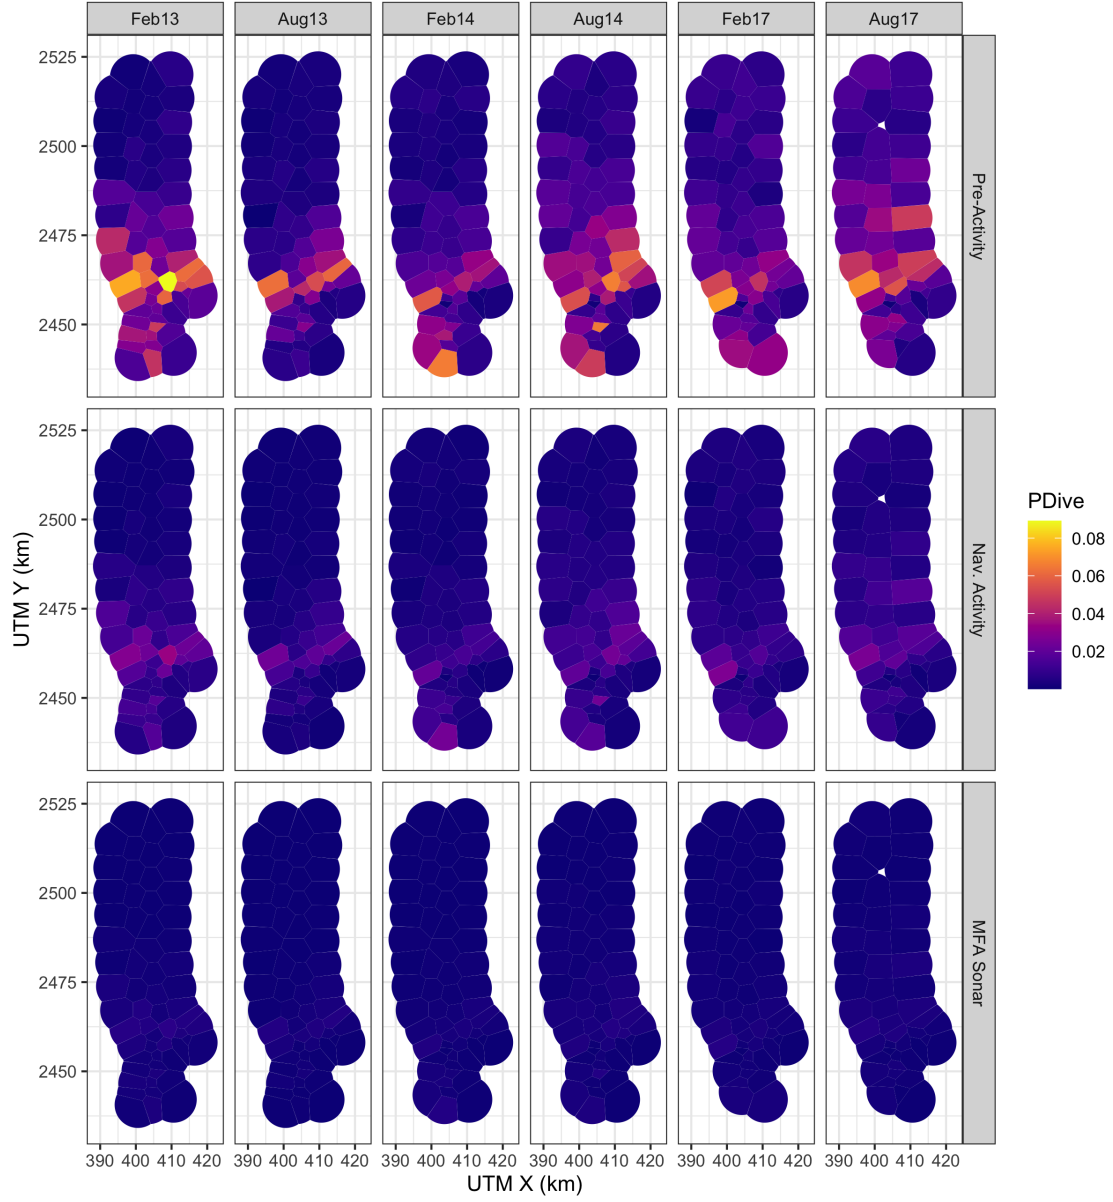 Feb13 Aug13 Feb14 Aug14 Feb17 Aug17
2525
2500
2475
2450
Pre-Activity
2525
2500
2475
2450
Nav. Activity
2525
2500
2475
2450
MFA Sonar
UTM Y (km)
390 400 410 420 390 400 410 420 390 400 410 420 390 400 410 420 390 400 410 420 390 400 410 420
UTM X (km)
PDive
0.08
0.06
0.04
0.02